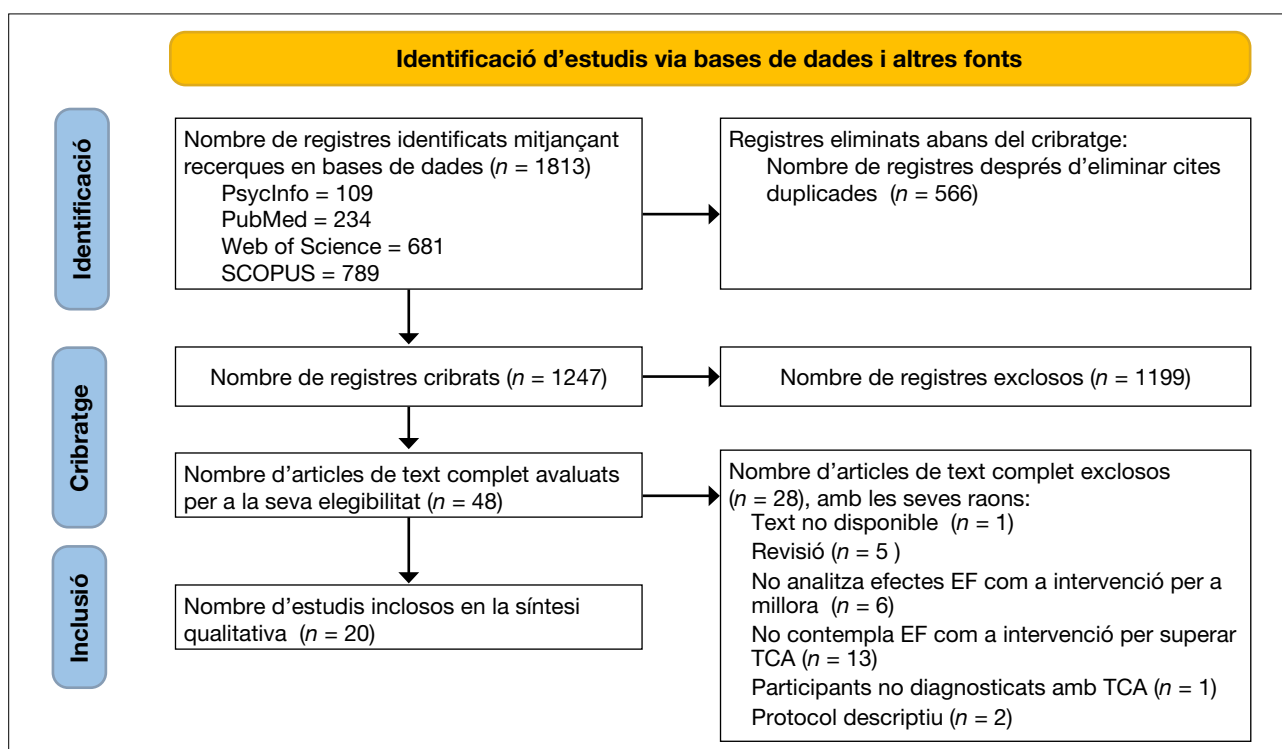 Identificació d’estudis via bases de dades i altres fonts
Identificació
Nombre de registres identificats mitjançant
recerques en bases de dades (n = 1813)
PsycInfo = 109
PubMed = 234
Web of Science = 681
SCOPUS = 789
Registres eliminats abans del cribratge:
Nombre de registres després d’eliminar cites
duplicades (n = 566)
Cribratge
Nombre de registres cribrats (n = 1247)
Nombre de registres exclosos (n = 1199)
Nombre d’articles de text complet avaluats
per a la seva elegibilitat (n = 48)
Nombre d’articles de text complet exclosos
(n = 28), amb les seves raons:
Text no disponible (n = 1)
Revisió (n = 5 )
No analitza efectes EF com a intervenció per a
millora (n = 6)
No contempla EF com a intervenció per superar
TCA (n = 13)
Participants no diagnosticats amb TCA (n = 1)
Protocol descriptiu (n = 2)
Inclusió
Nombre d’estudis inclosos en la síntesi
qualitativa (n = 20)